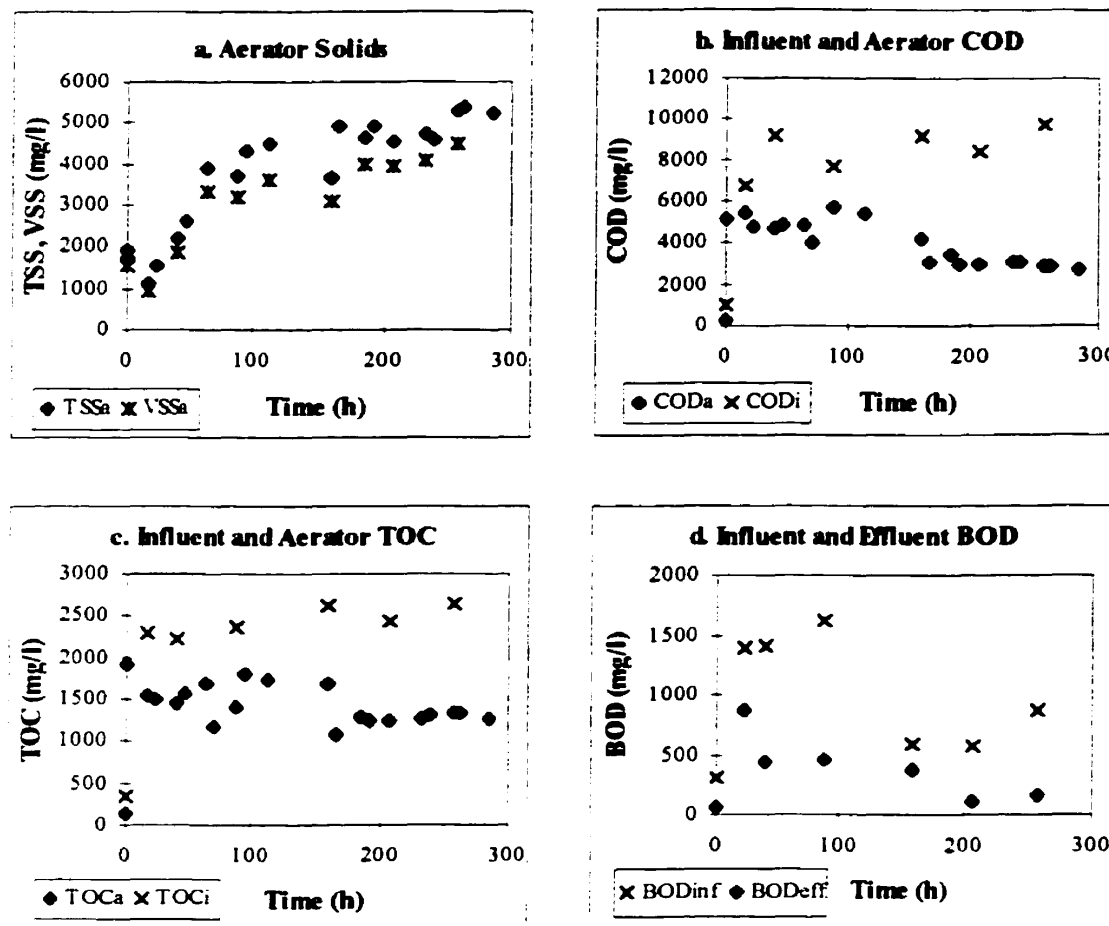 a. Aerator Solids
TSS, VSS (mg/l)
6000
5000
4000
3000
2000
1000
0
0 100 200 300
TSSa VSSa
Time (h)
b. Influent and Aerator COD
COD (mg/l)
12000
10000
8000
6000
4000
2000
0
0 100 200 300
CODa CODi
Time (h)
c. Influent and Aerator TOC
TOC (mg/l)
3000
2500
2000
1500
1000
500
0
0 100 200 300
TOCa TOCi
Time (h)
d. Influent and Effluent BOD
BOD (mg/l)
2000
1500
1000
500
0
0 100 200 300
BODinf BODeff
Time (h)